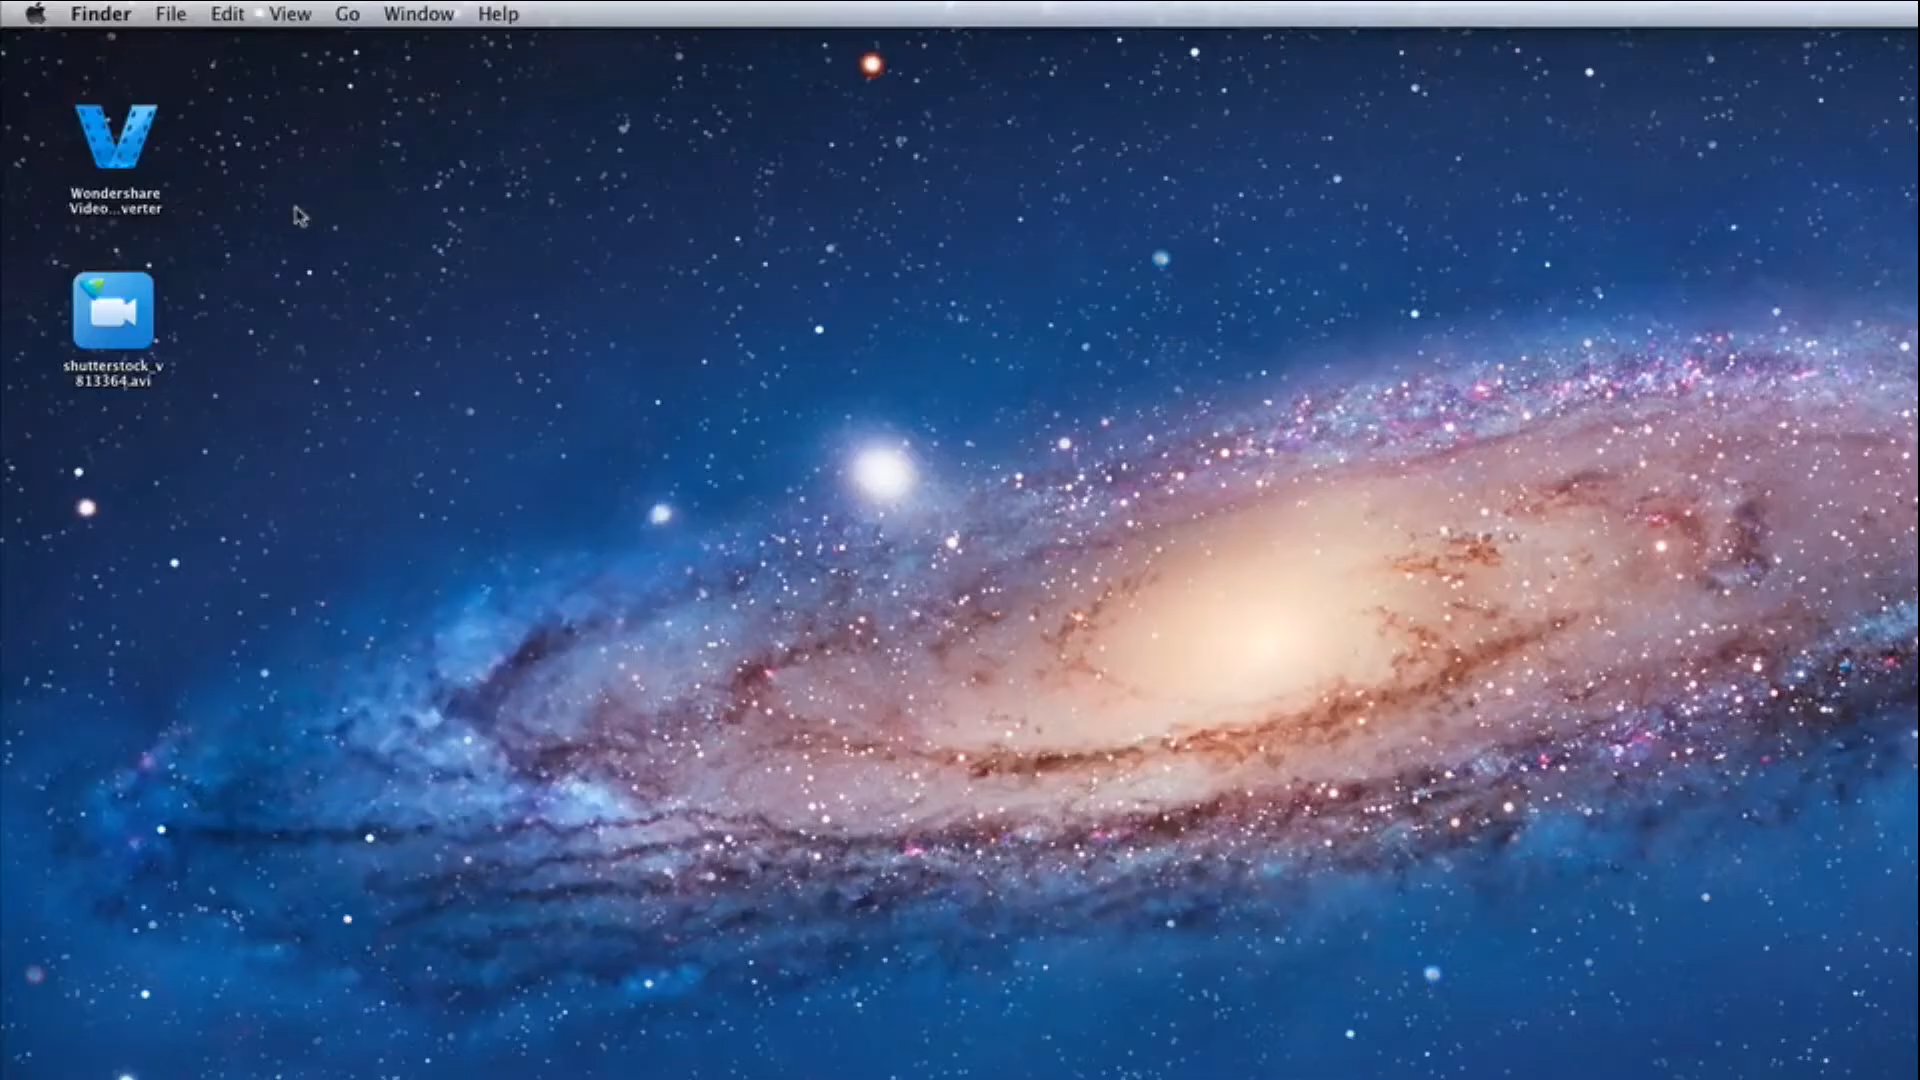 Finder File Edit View Go Window Help
Wondershare
Video...verter
shutterstock_v
813364.avi